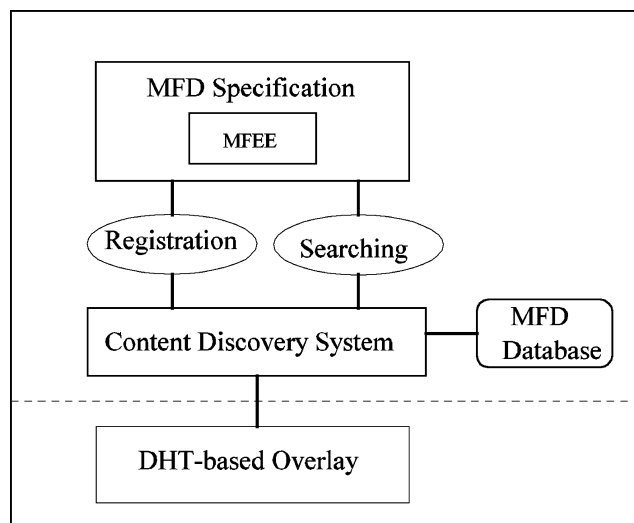 MFD Specification
MFEE
Registration
Searching
Content Discovery System
MFD
Database
DHT-based Overlay